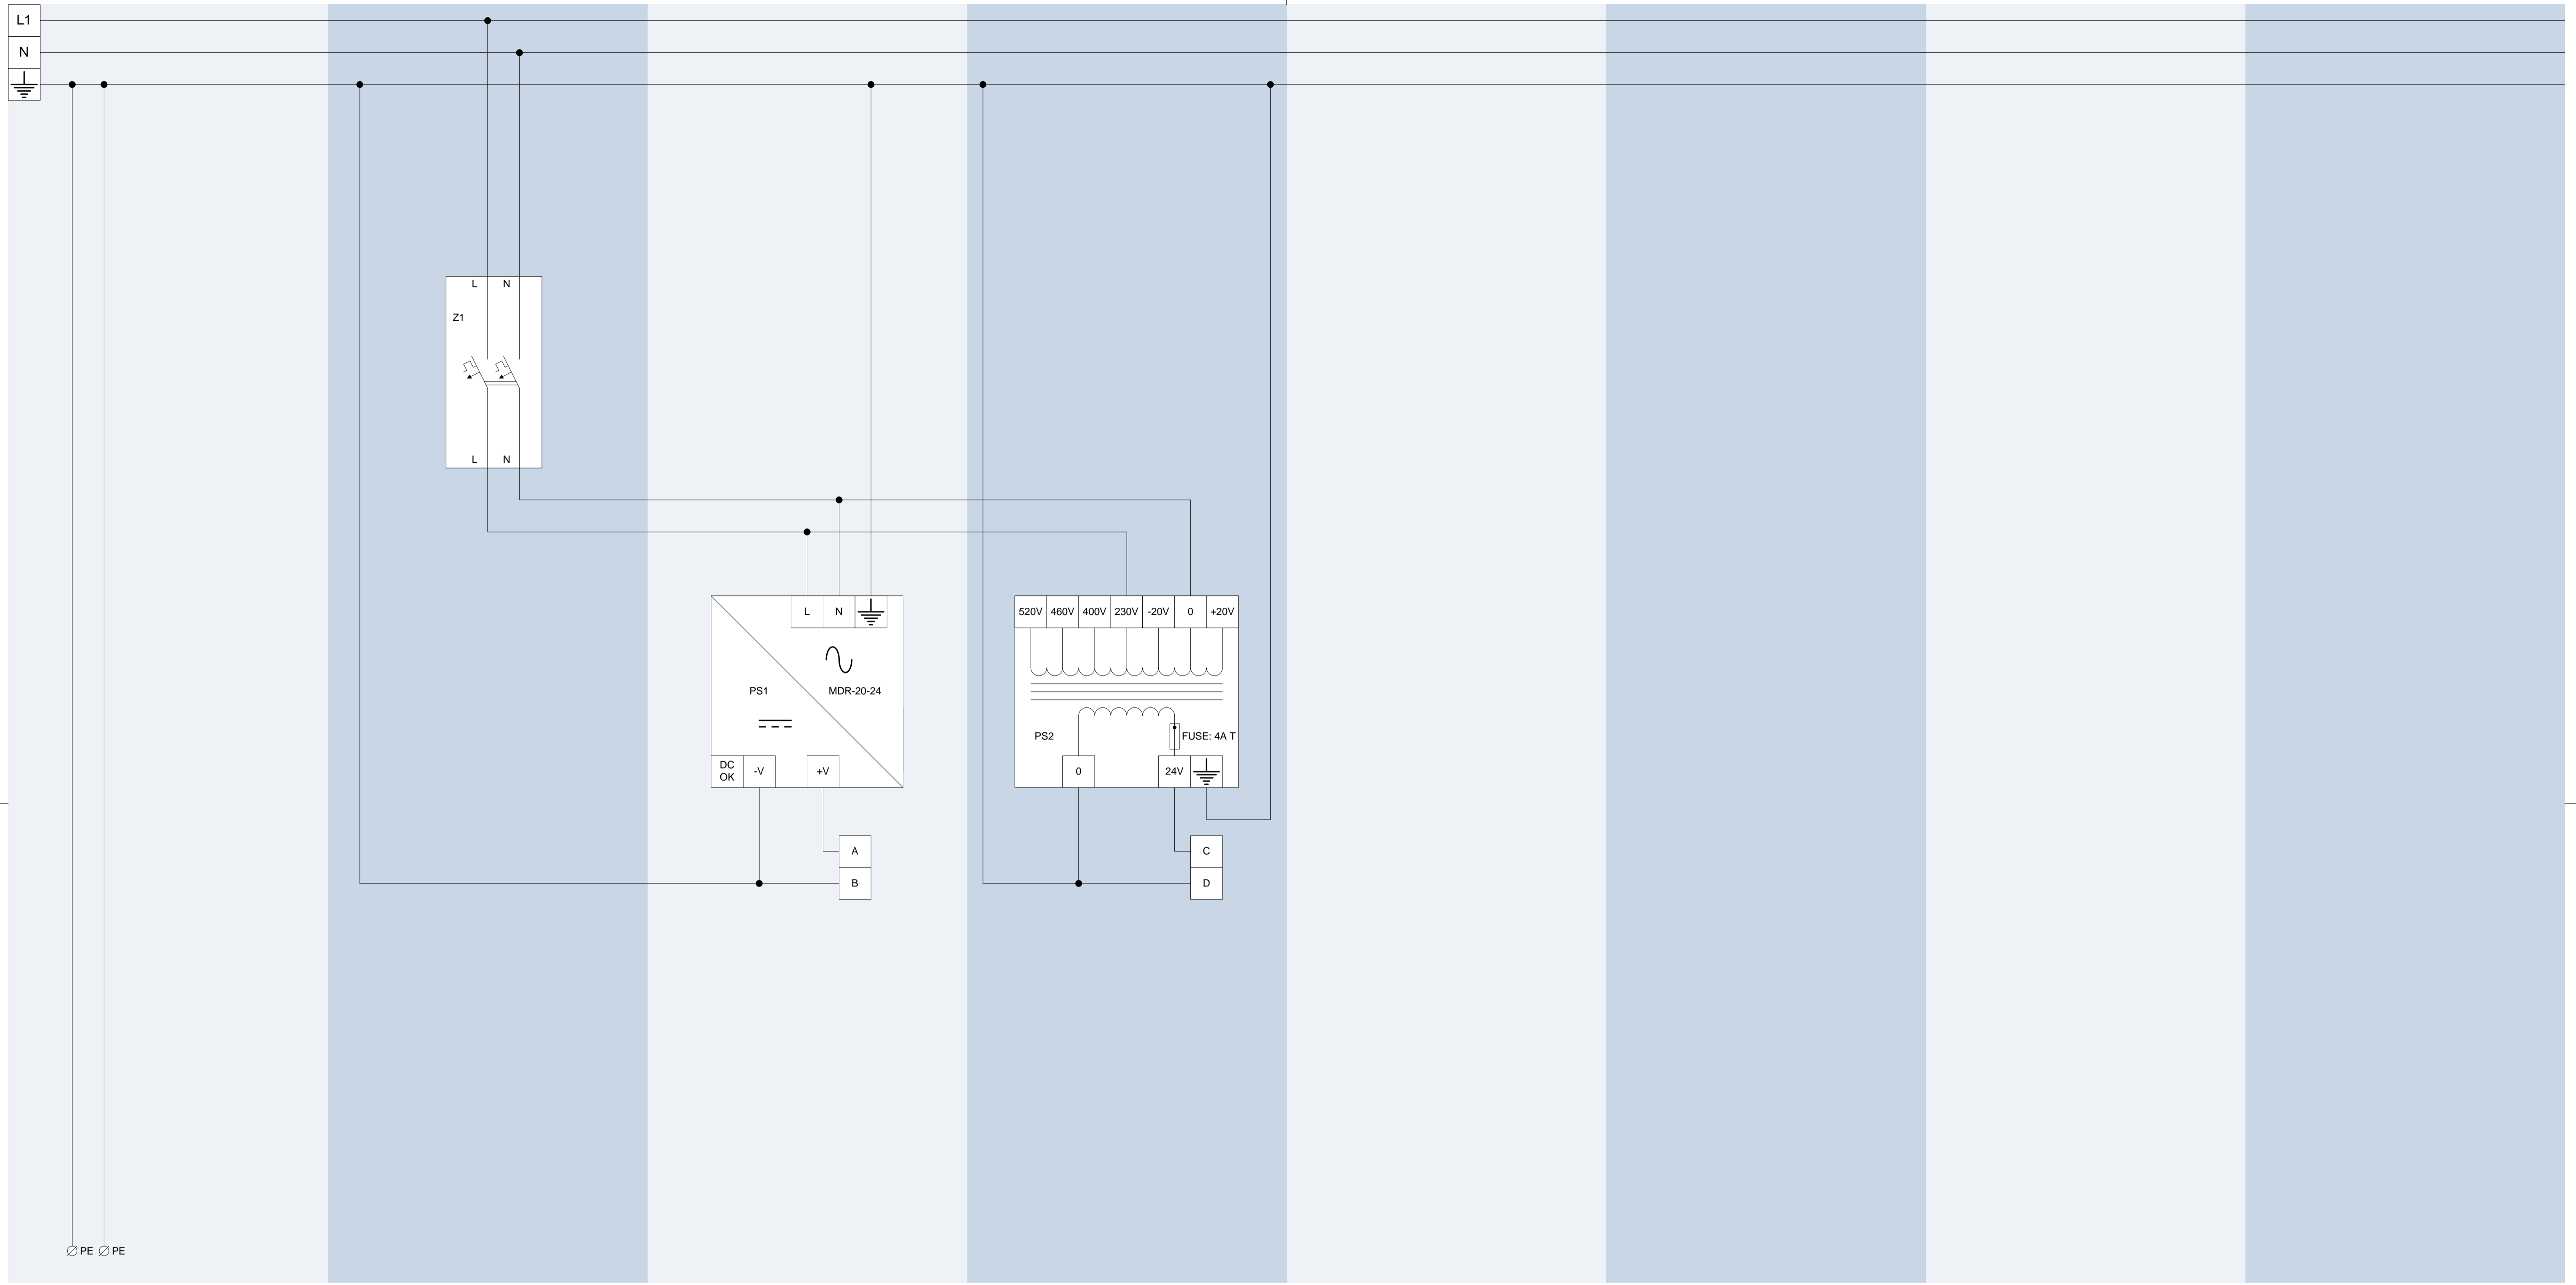 L1
N
L N
Z1
L N
L N
520V 460V 400V 230V -20V 0 +20V
PS1 MDR-20-24
PS2 FUSE: 4A T
DC
OK
-V +V
0 24V
A
B
C
D
PE PE